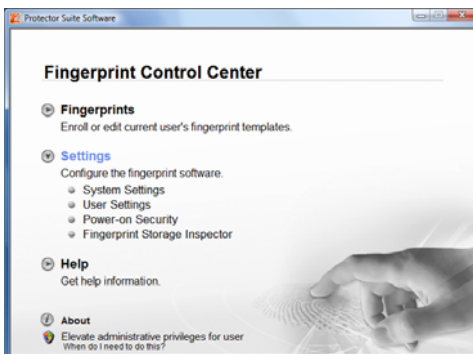 Protector Suite Software
Fingerprint Control Center
Fingerprints
Enroll or edit current user's fingerprint templates.
Settings
Configure the fingerprint software.
System Settings
User Settings
Power-on Security
Fingerprint Storage Inspector
Help
Get help information.
About
Elevate administrative privileges for user
When do I need to do this?